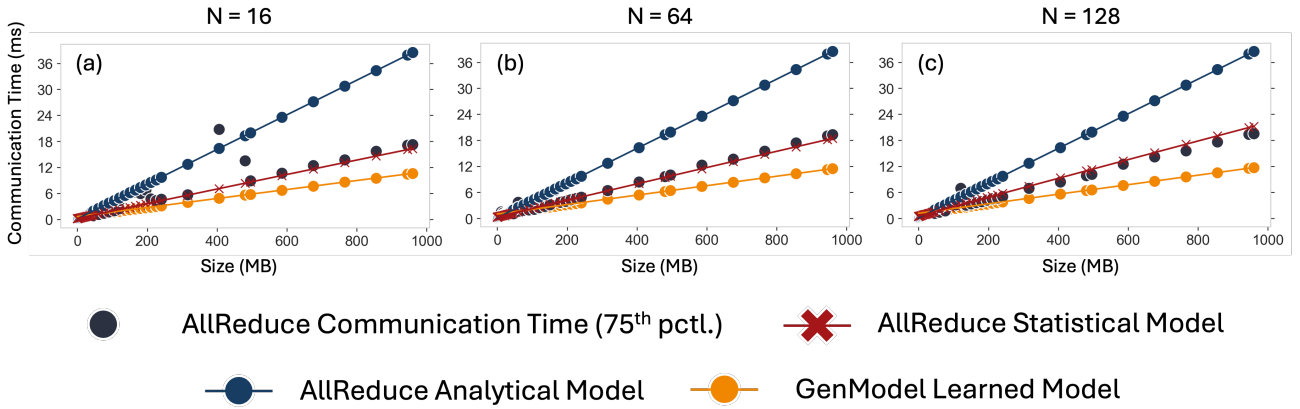 N = 16
N = 64
N = 128
Communication Time (ms)
(a)
36
30
24
18
12
6
0
0 200 400 600 800 1000
Size (MB)
(b)
36
30
24
18
12
6
0
0 200 400 600 800 1000
Size (MB)
(c)
36
30
24
18
12
6
0
0 200 400 600 800 1000
Size (MB)
AllReduce Communication Time (75th pctl.)
AllReduce Statistical Model
AllReduce Analytical Model
GenModel Learned Model